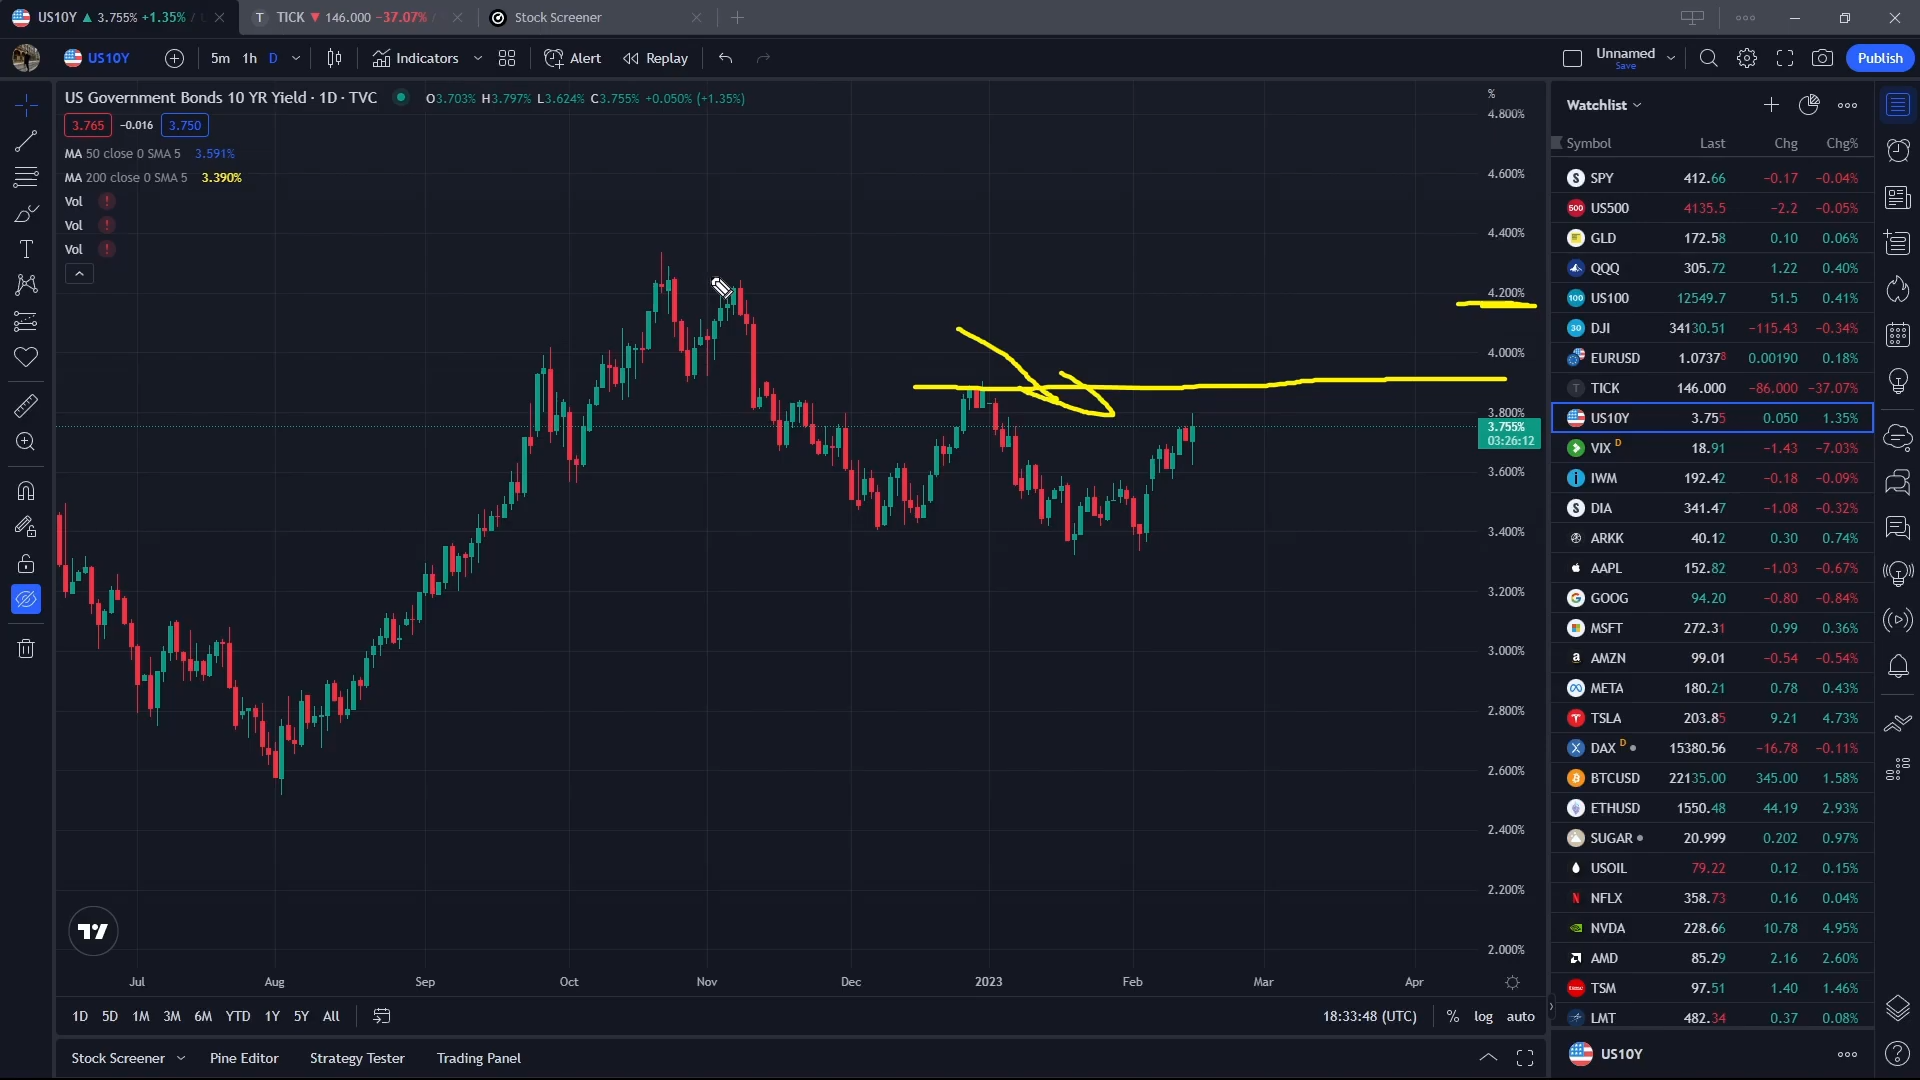 US10Y ▲ 3.755% +1.35% /
TICK ▼ 146.000 −37.07% /
Stock Screener
US10Y
5m 1h D
Indicators
Alert
Replay
Unnamed
Save
Publish
US Government Bonds 10 YR Yield · 1D · TVC
O3.703% H3.797% L3.624% C3.755% +0.050% (+1.35%)
3.765 −0.016 3.750
MA 50 close 0 SMA 5 3.591%
MA 200 close 0 SMA 5 3.390%
Vol
Vol
Vol
%
4.800%
4.600%
4.400%
4.200%
4.000%
3.800%
3.755%
03:26:12
3.600%
3.400%
3.200%
3.000%
2.800%
2.600%
2.400%
2.200%
2.000%
Jul Aug Sep Oct Nov Dec 2023 Feb Mar Apr
1D 5D 1M 3M 6M YTD 1Y 5Y All
18:33:48 (UTC) % log auto
Stock Screener Pine Editor Strategy Tester Trading Panel
Watchlist
Symbol Last Chg Chg%
SPY 412.66 −0.17 −0.04%
US500 4135.5 −2.2 −0.05%
GLD 172.58 0.10 0.06%
QQQ 305.72 1.22 0.40%
US100 12549.7 51.5 0.41%
DJI 34130.51 −115.43 −0.34%
EURUSD 1.07378 0.00190 0.18%
TICK 146.000 −86.000 −37.07%
US10Y 3.755 0.050 1.35%
VIX D 18.91 −1.43 −7.03%
IWM 192.42 −0.18 −0.09%
DIA 341.47 −1.08 −0.32%
ARKK 40.12 0.30 0.74%
AAPL 152.82 −1.03 −0.67%
GOOG 94.20 −0.80 −0.84%
MSFT 272.31 0.99 0.36%
AMZN 99.01 −0.54 −0.54%
META 180.21 0.78 0.43%
TSLA 203.85 9.21 4.73%
DAX D 15380.56 −16.78 −0.11%
BTCUSD 22135.00 345.00 1.58%
ETHUSD 1550.48 44.19 2.93%
SUGAR 20.999 0.202 0.97%
USOIL 79.22 0.12 0.15%
NFLX 358.73 0.16 0.04%
NVDA 228.66 10.78 4.95%
AMD 85.29 2.16 2.60%
TSM 97.51 1.40 1.46%
LMT 482.34 0.37 0.08%
US10Y